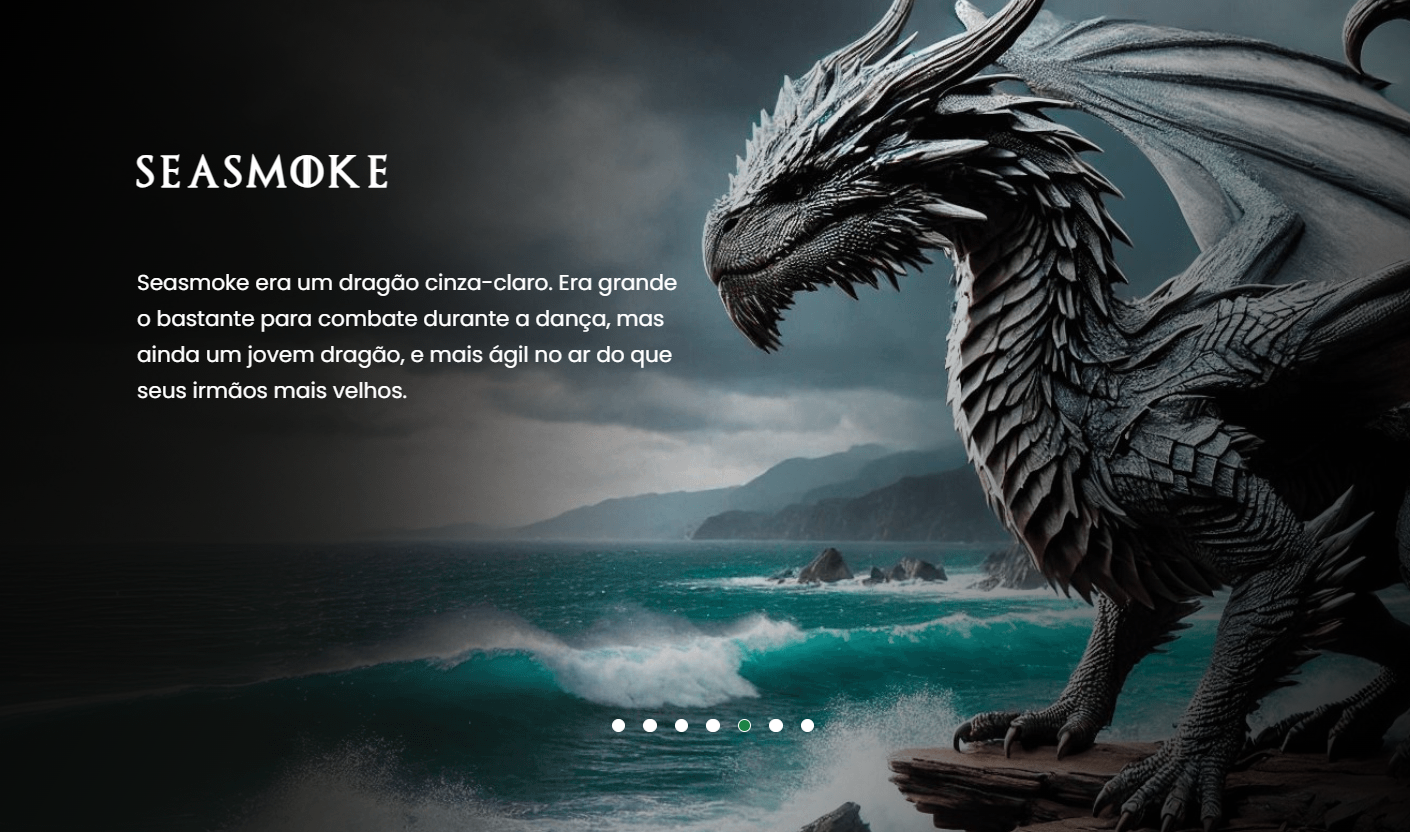 SEASMOKE
Seasmoke era um dragão cinza-claro. Era grande
o bastante para combate durante a dança, mas
ainda um jovem dragão, e mais ágil no ar do que
seus irmãos mais velhos.